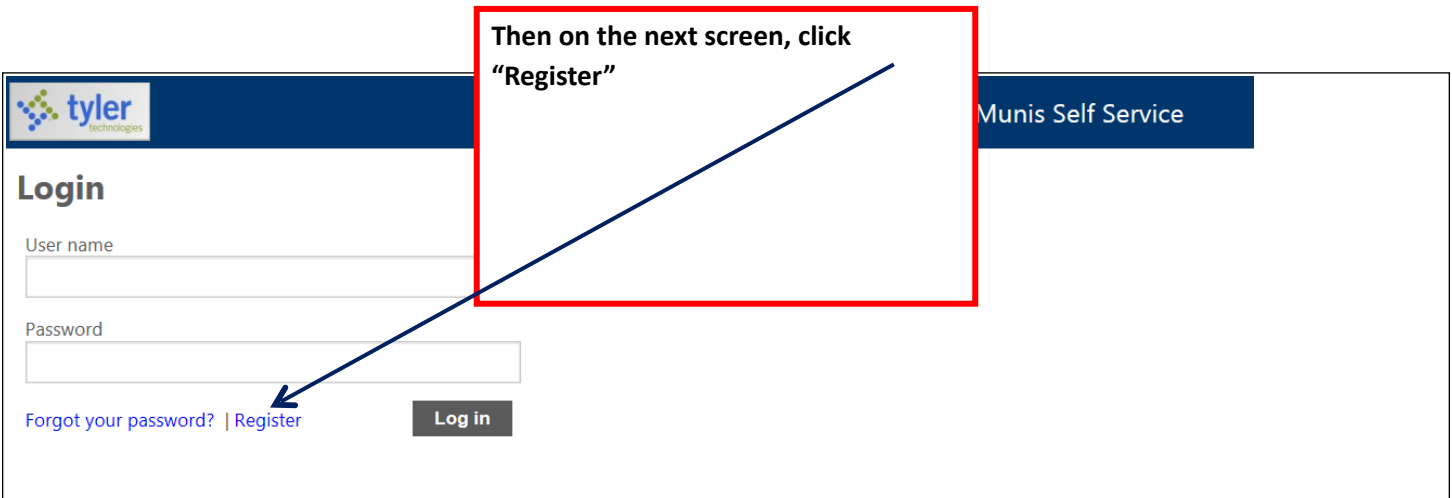 Then on the next screen, click
“Register”
tyler
technologies
Munis Self Service
Login
User name
Password
Forgot your password? | Register
Log in